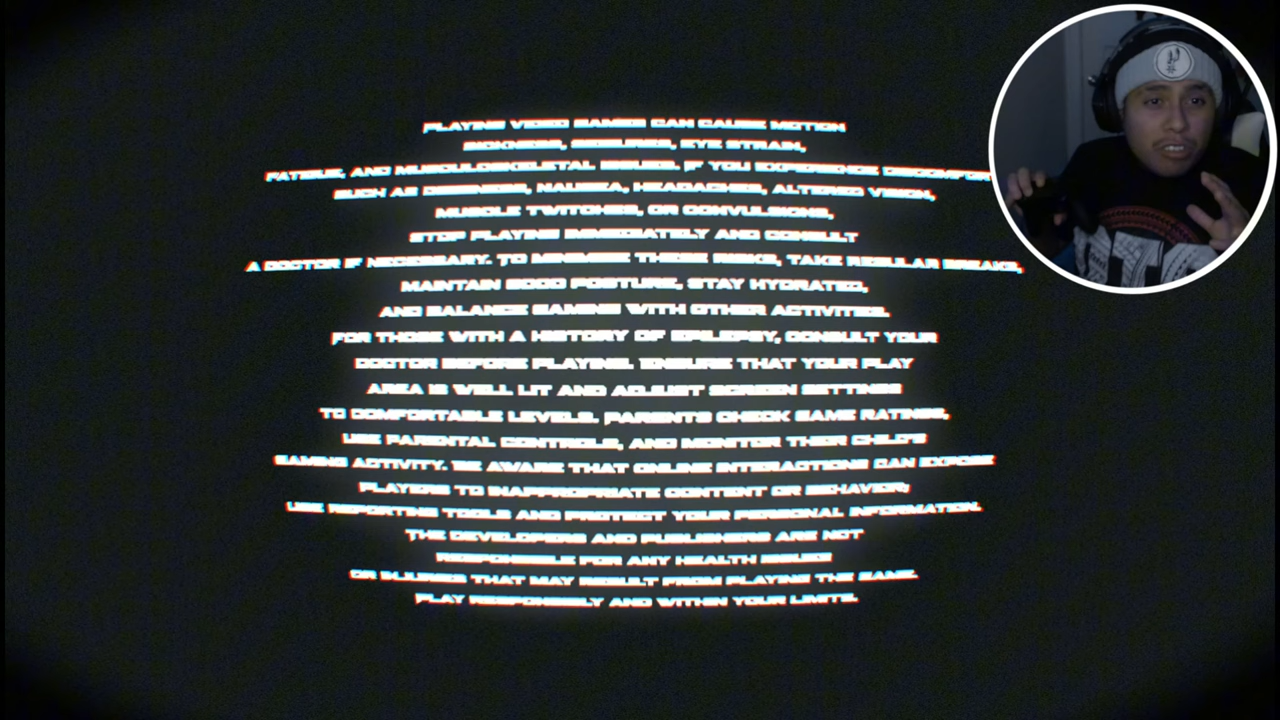 PLAYING VIDEO GAMES CAN CAUSE MOTION
SICKNESS, SEIZURES, EYE STRAIN,
FATIGUE, AND MUSCULOSKELETAL ISSUES. IF YOU EXPERIENCE DISCOMFOR
SUCH AS DIZZINESS, NAUSEA, HEADACHES, ALTERED VISION,
MUSCLE TWITCHES, OR CONVULSIONS,
STOP PLAYING IMMEDIATELY AND CONSULT
A DOCTOR IF NECESSARY. TO MINIMIZE THESE RISKS, TAKE REGULAR BREAKS,
MAINTAIN GOOD POSTURE, STAY HYDRATED,
AND BALANCE GAMING WITH OTHER ACTIVITIES.
FOR THOSE WITH A HISTORY OF EPILEPSY, CONSULT YOUR
DOCTOR BEFORE PLAYING. ENSURE THAT YOUR PLAY
AREA IS WELL LIT AND ADJUST SCREEN SETTINGS
TO COMFORTABLE LEVELS. PARENTS CHECK GAME RATINGS,
USE PARENTAL CONTROLS, AND MONITOR THEIR CHILD'S
GAMING ACTIVITY. BE AWARE THAT ONLINE INTERACTIONS CAN EXPOSE
PLAYERS TO INAPPROPRIATE CONTENT OR BEHAVIOR;
USE REPORTING TOOLS AND PROTECT YOUR PERSONAL INFORMATION.
THE DEVELOPERS AND PUBLISHERS ARE NOT
RESPONSIBLE FOR ANY HEALTH ISSUES
OR INJURIES THAT MAY RESULT FROM PLAYING THE GAME.
PLAY RESPONSIBLY AND WITHIN YOUR LIMITS.